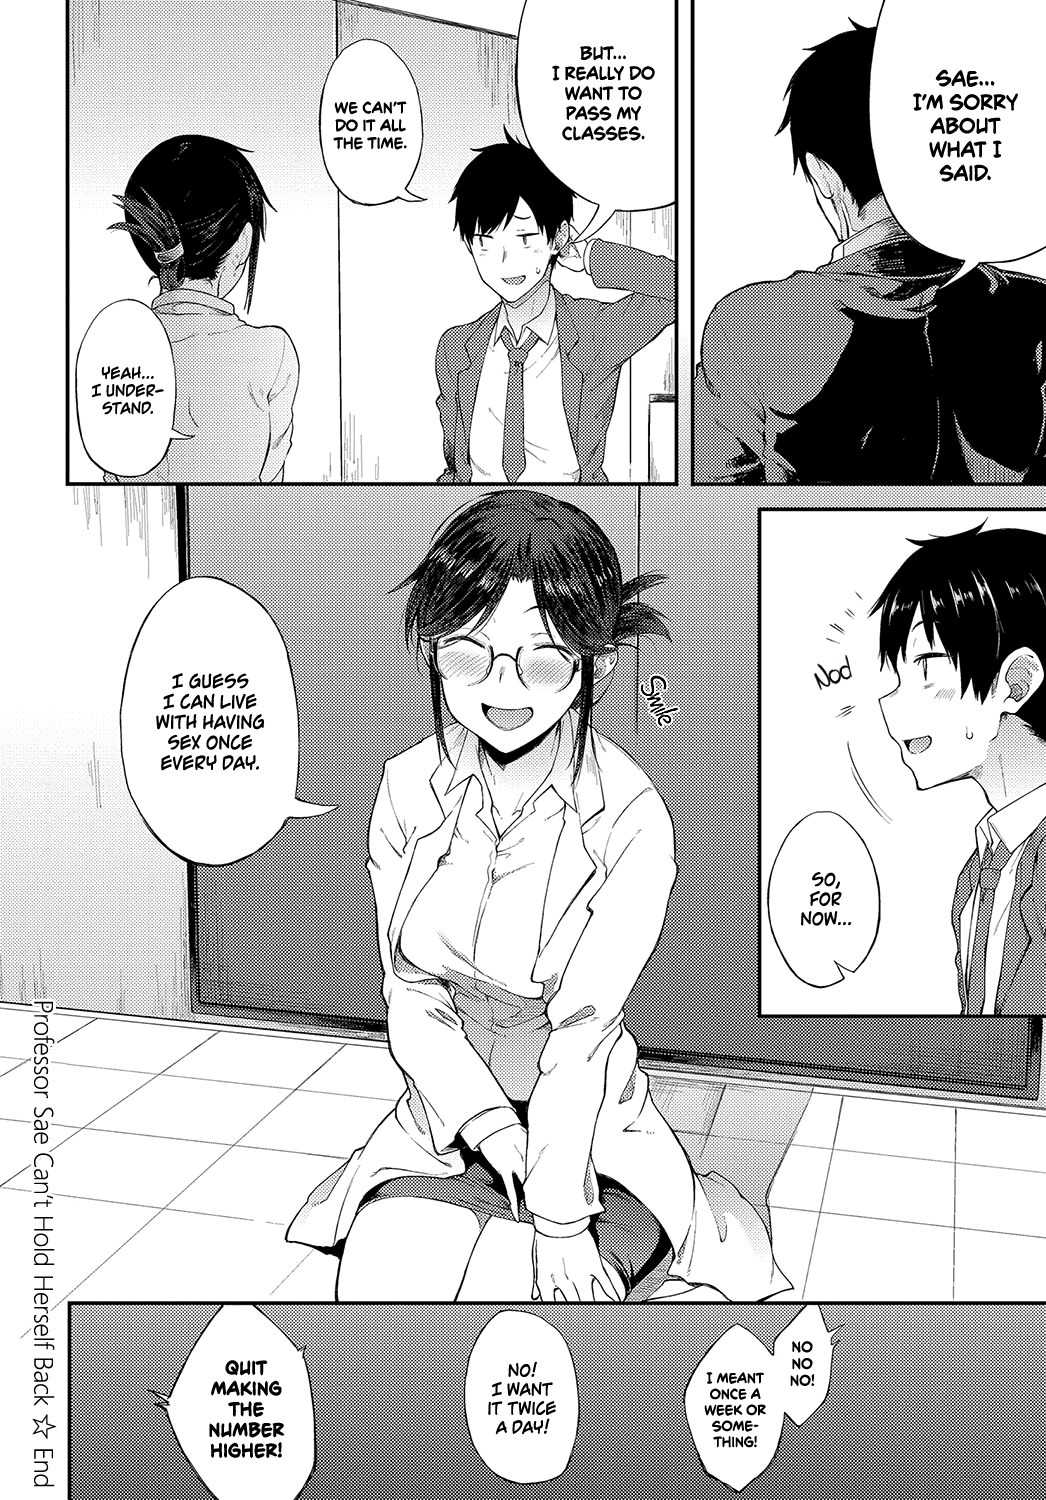 SAE...
I'M SORRY
ABOUT
WHAT I
SAID.
BUT...
I REALLY DO
WANT TO
PASS MY
CLASSES.
WE CAN'T
DO IT ALL
THE TIME.
YEAH...
I UNDER-
STAND.
Nod
SO,
FOR
NOW...
Smile
I GUESS
I CAN LIVE
WITH HAVING
SEX ONCE
EVERY DAY.
NO
NO
NO!
I MEANT
ONCE A
WEEK OR
SOME-
THING!
NO!
I WANT
IT TWICE
A DAY!
QUIT
MAKING
THE
NUMBER
HIGHER!
Professor Sae Can't Hold Herself Back ☆ End